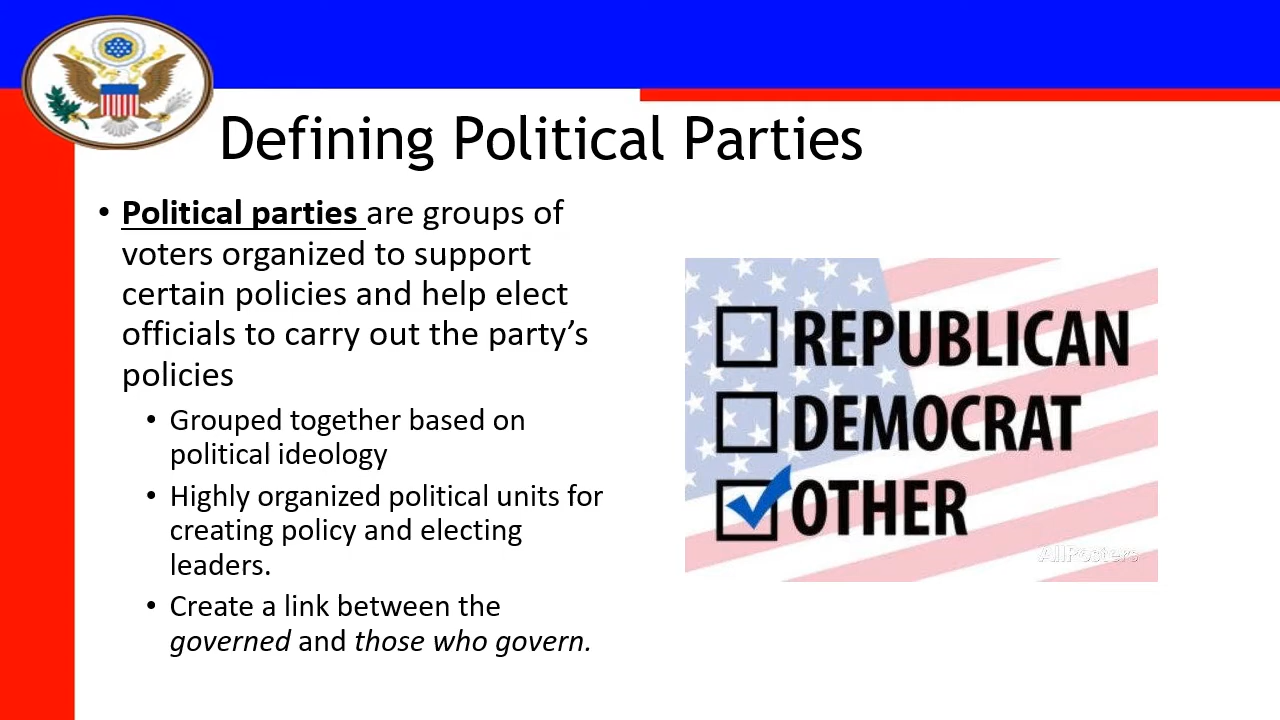 Defining Political Parties
• Political parties are groups of
voters organized to support
certain policies and help elect
officials to carry out the party’s
policies
• Grouped together based on
political ideology
• Highly organized political units for
creating policy and electing
leaders.
• Create a link between the
governed and those who govern.
REPUBLICAN
DEMOCRAT
OTHER
AllPosters